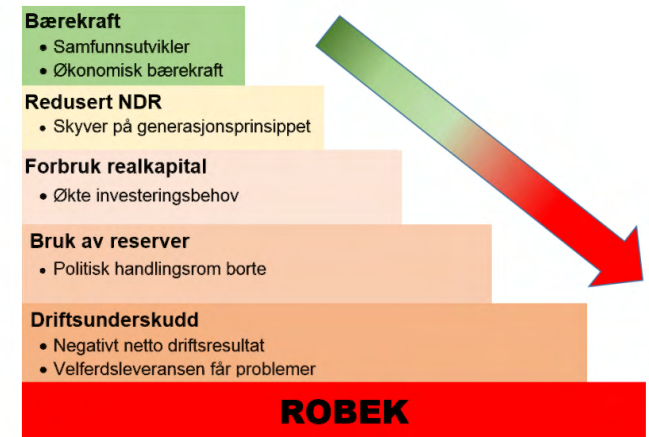 Bærekraft
• Samfunnsutvikler
• Økonomisk bærekraft
Redusert NDR
• Skyver på generasjonsprinsippet
Forbruk realkapital
• Økte investeringsbehov
Bruk av reserver
• Politisk handlingsrom borte
Driftsunderskudd
• Negativt netto driftsresultat
• Velferdsleveransen får problemer
ROBEK